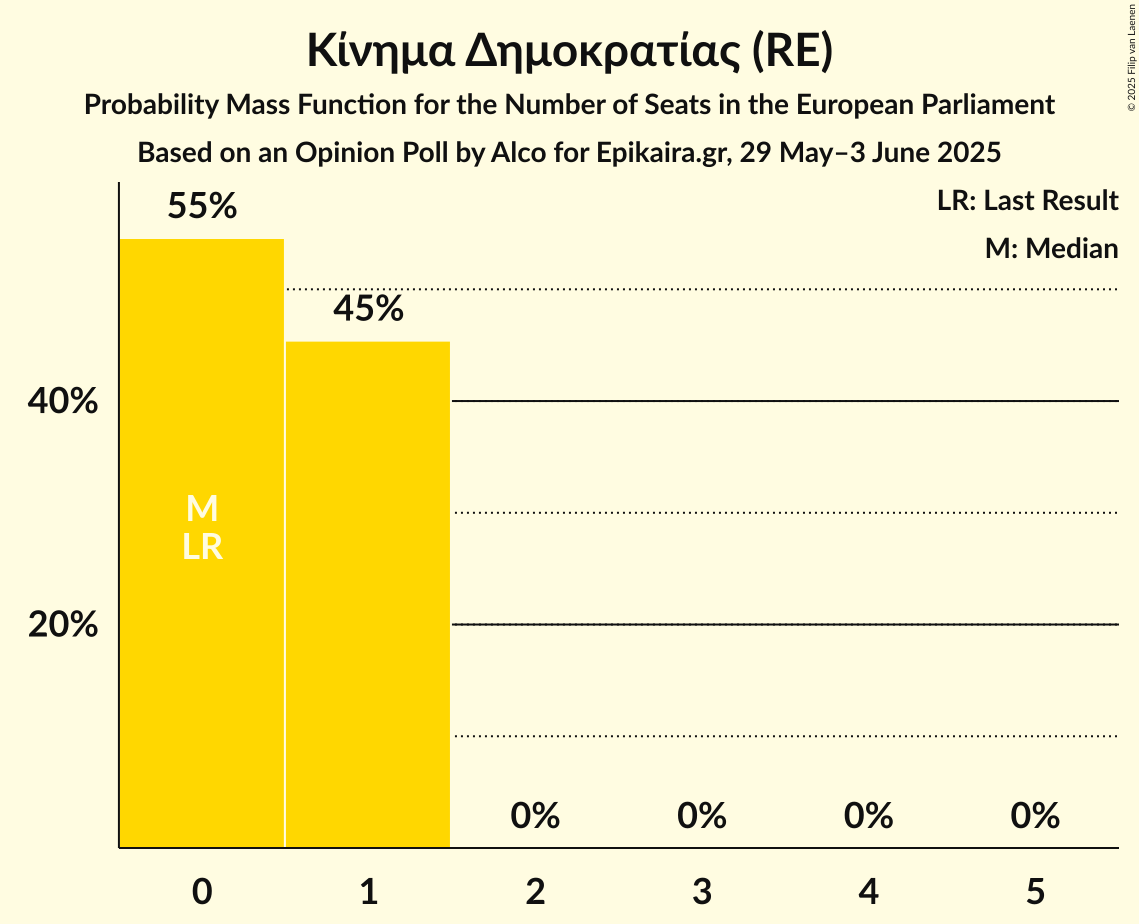 Κίνημα Δημοκρατίας (RE)
Probability Mass Function for the Number of Seats in the European Parliament
Based on an Opinion Poll by Alco for Epikaira.gr, 29 May–3 June 2025
© 2025 Filip van Laenen
LR: Last Result
M: Median
55%
45%
40%
M
LR
20%
0% 0% 0% 0%
0 1 2 3 4 5